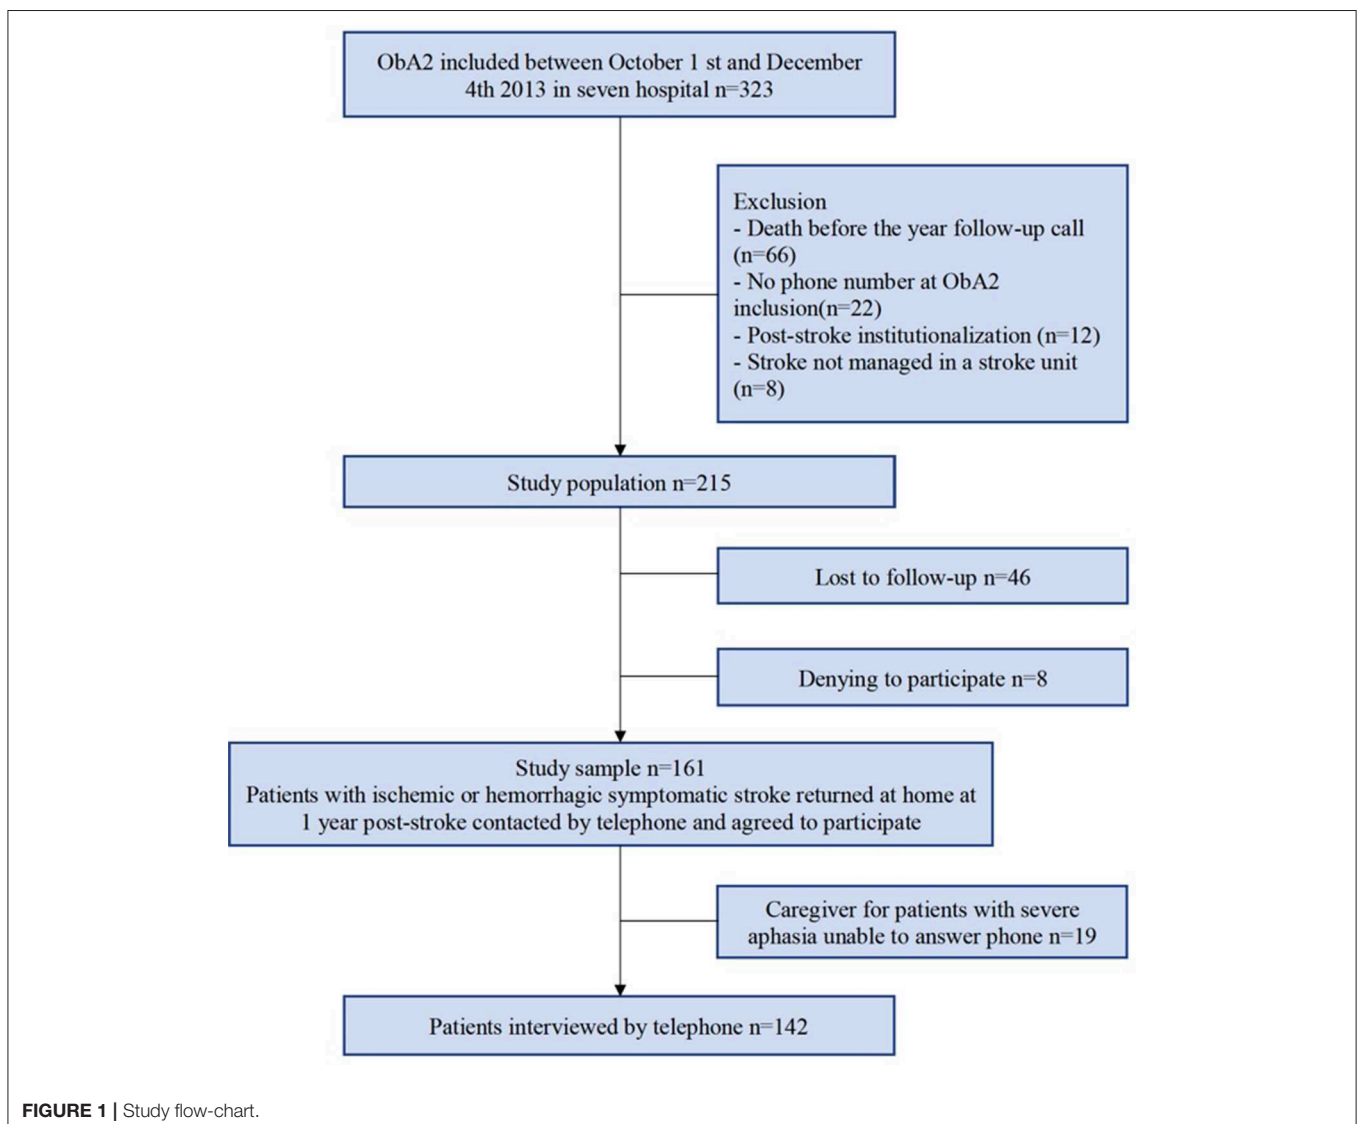 ObA2 included between October 1 st and December
4th 2013 in seven hospital n=323
Exclusion
- Death before the year follow-up call
(n=66)
- No phone number at ObA2
inclusion(n=22)
- Post-stroke institutionalization (n=12)
- Stroke not managed in a stroke unit
(n=8)
Study population n=215
Lost to follow-up n=46
Denying to participate n=8
Study sample n=161
Patients with ischemic or hemorrhagic symptomatic stroke returned at home at
1 year post-stroke contacted by telephone and agreed to participate
Caregiver for patients with severe
aphasia unable to answer phone n=19
Patients interviewed by telephone n=142
FIGURE 1 | Study flow-chart.